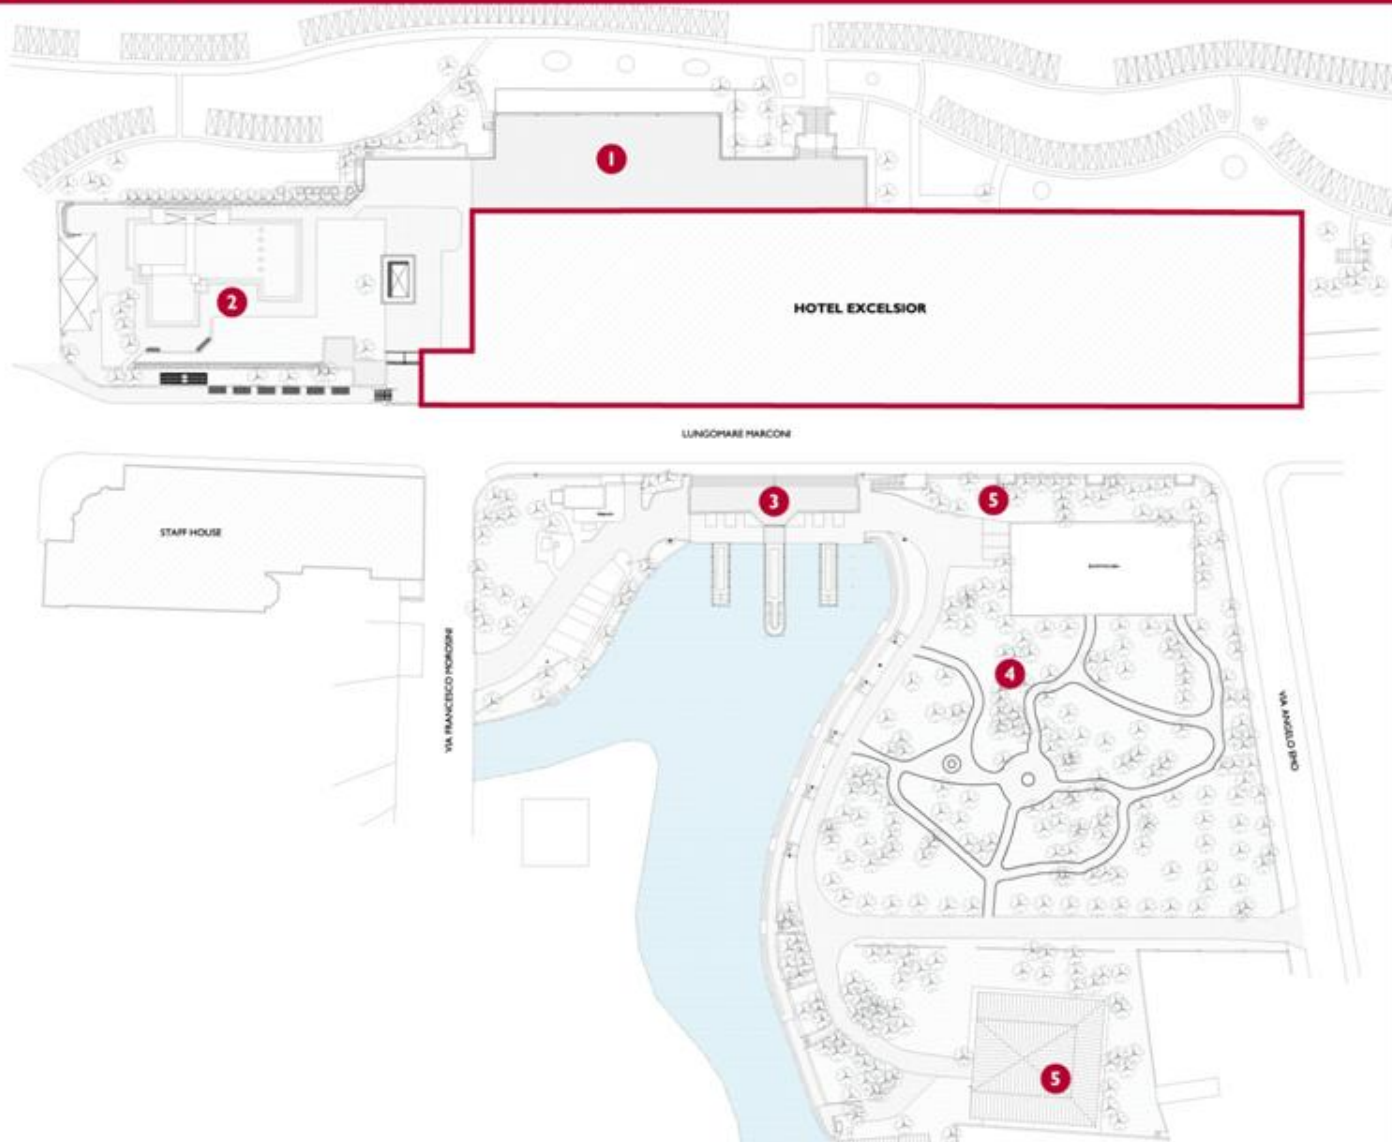 1
2
HOTEL EXCELSIOR
LUNGOMARE MARCONI
3
5
STAFF HOUSE
VIA FRANCESCO MOROSINI
4
VIA ANGELO EMO
5